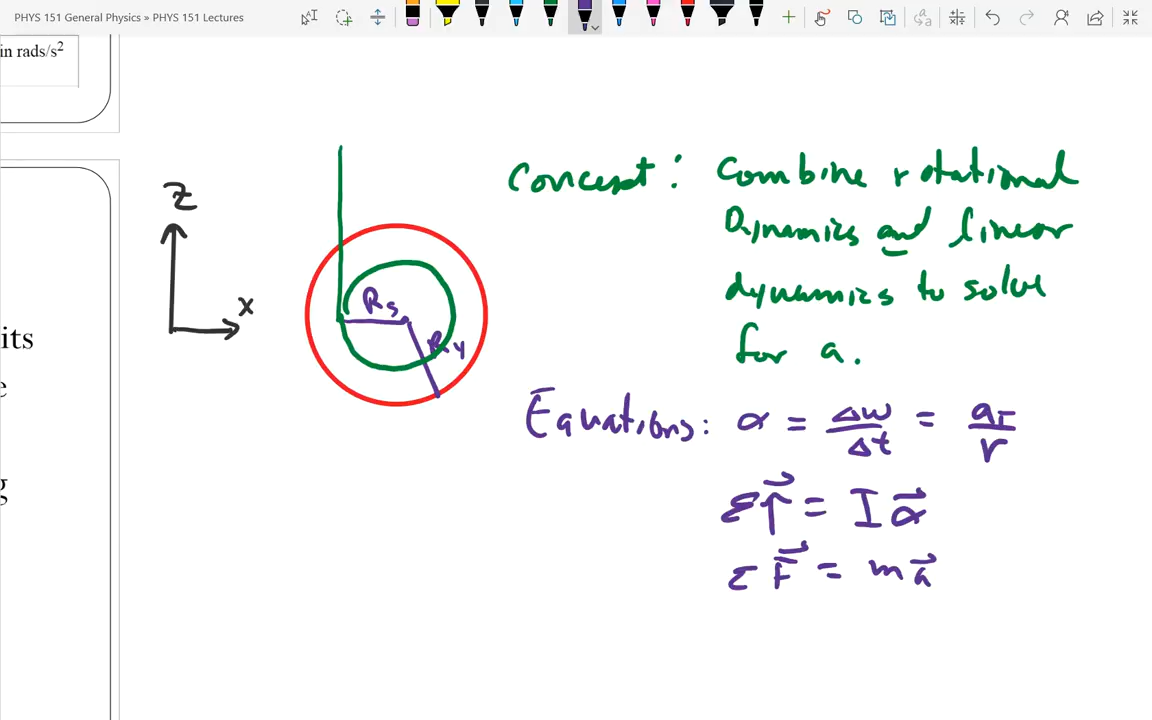 PHYS 151 General Physics » PHYS 151 Lectures
in rads/s²
its
e
g
z
x
Rs
Ry
Concept: Combine rotational
Dynamics and linear
dynamics to solve
for a.
Equations: α = Δω/Δt = aT/r
Στ⃗ = Iα⃗
ΣF⃗ = ma⃗